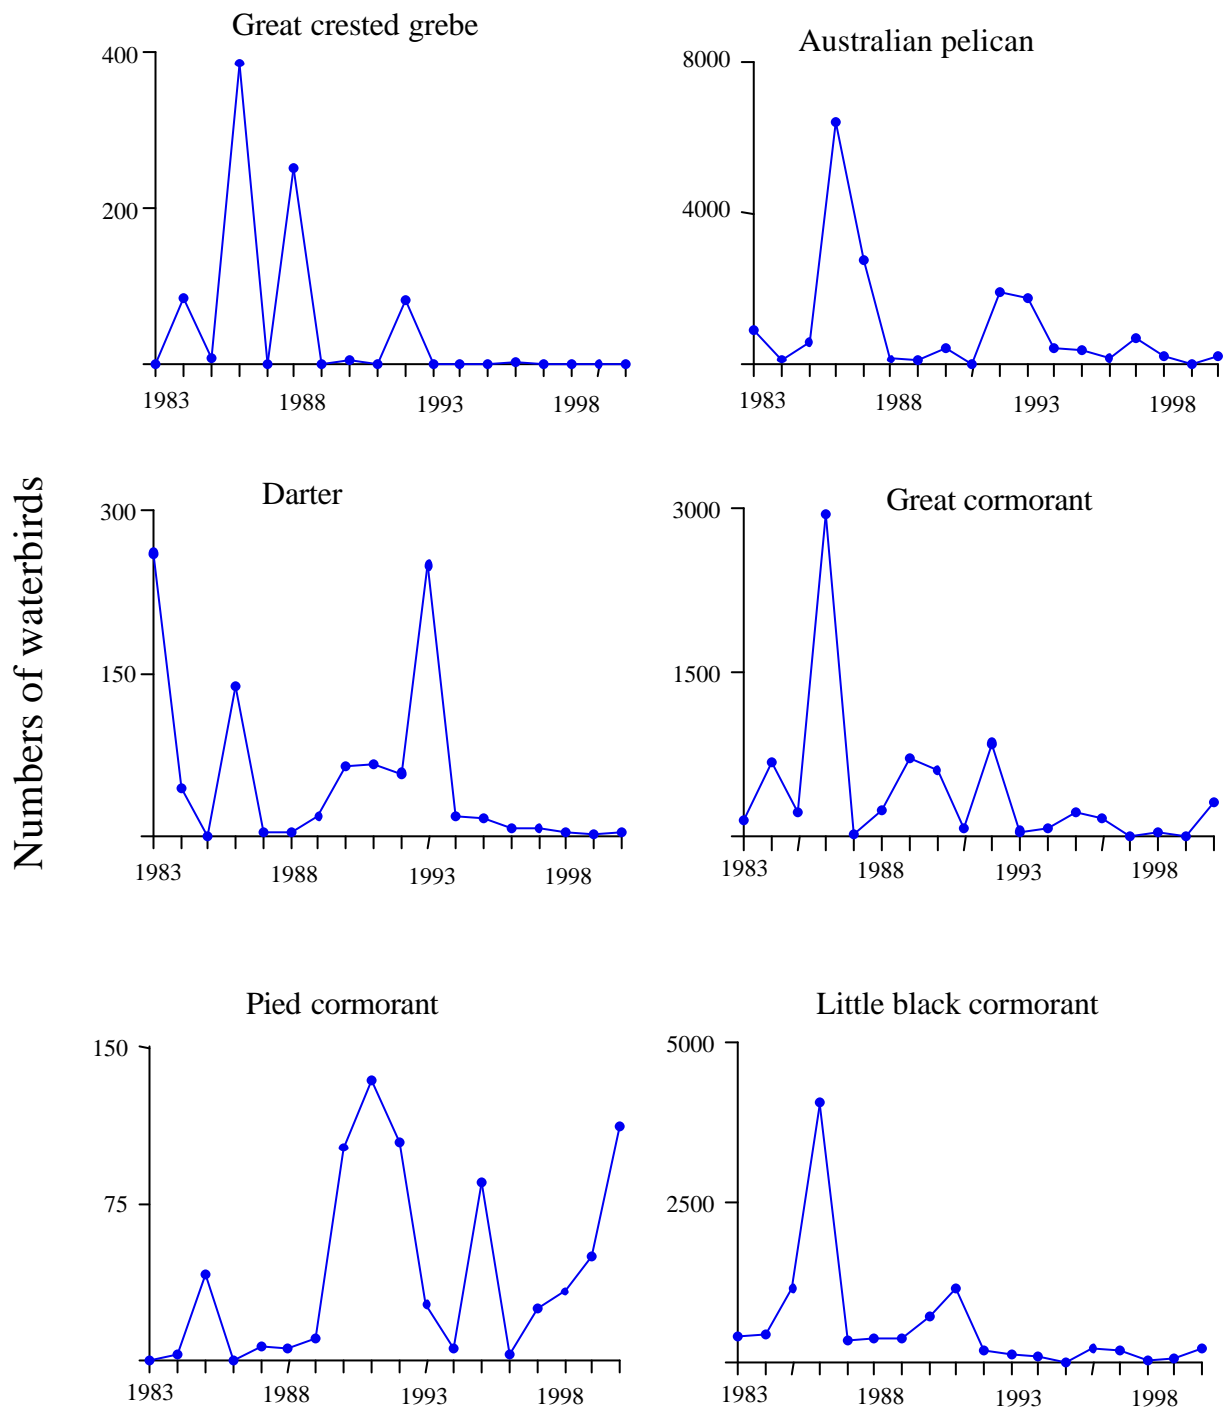 Numbers of waterbirds
Great crested grebe
400
200
1983 1988 1993 1998
Australian pelican
8000
4000
1983 1988 1993 1998
Darter
300
150
1983 1988 1993 1998
Great cormorant
3000
1500
1983 1988 1993 1998
Pied cormorant
150
75
1983 1988 1993 1998
Little black cormorant
5000
2500
1983 1988 1993 1998